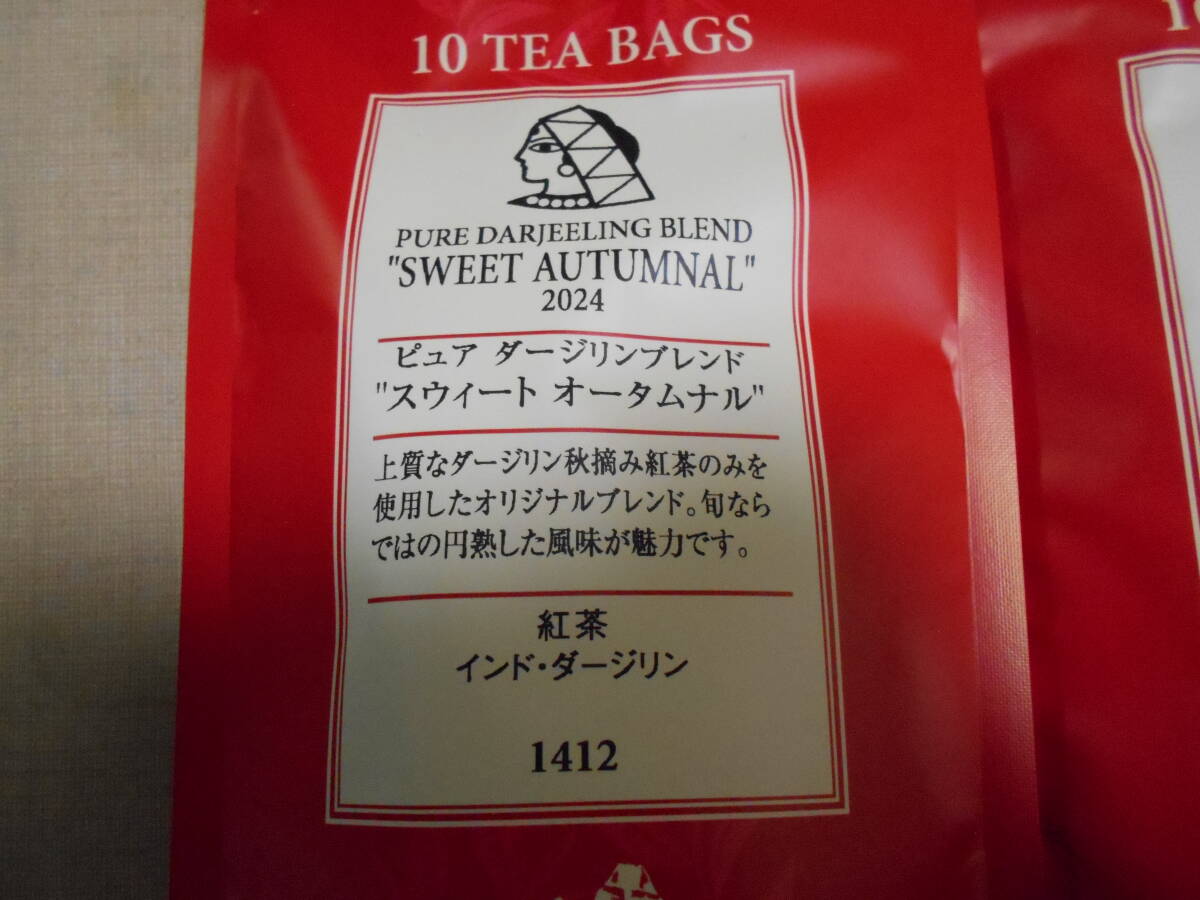 10 TEA BAGS
PURE DARJEELING BLEND
"SWEET AUTUMNAL"
2024
ピュア ダージリンブレンド
"スウィート オータムナル"
上質なダージリン秋摘み紅茶のみを
使用したオリジナルブレンド。旬なら
ではの円熟した風味が魅力です。
紅茶
インド・ダージリン
1412